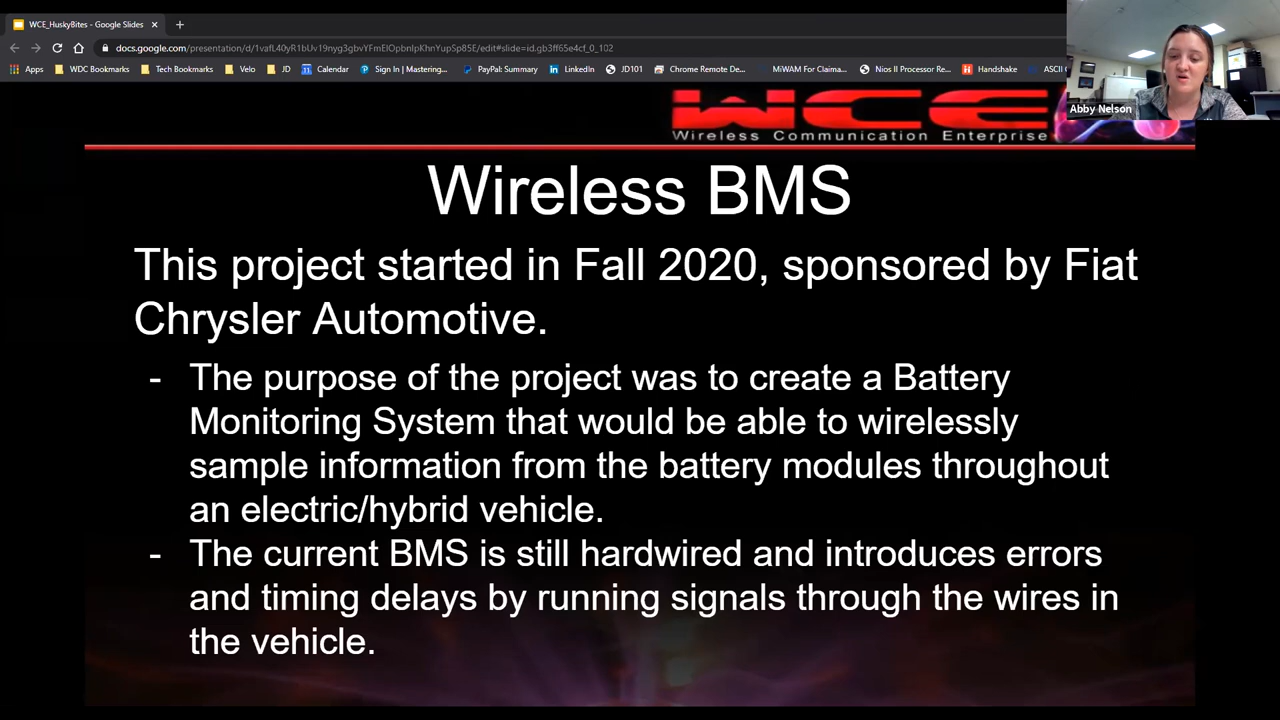 WCE_HuskyBites - Google Slides
docs.google.com/presentation/d/1vafL40yR1bUv19nyg3gbvYFmEIOpbnIpKhnYupSp85E/edit#slide=id.gb3ff65e4cf_0_102
Apps WDC Bookmarks Tech Bookmarks Velo JD Calendar Sign In | Mastering... PayPal: Summary LinkedIn JD101 Chrome Remote De... MiWAM For Claima... Nios II Processor Re... Handshake ASCII
Abby Nelson
WCE
Wireless Communication Enterprise
Wireless BMS
This project started in Fall 2020, sponsored by Fiat
Chrysler Automotive.
- The purpose of the project was to create a Battery
Monitoring System that would be able to wirelessly
sample information from the battery modules throughout
an electric/hybrid vehicle.
- The current BMS is still hardwired and introduces errors
and timing delays by running signals through the wires in
the vehicle.